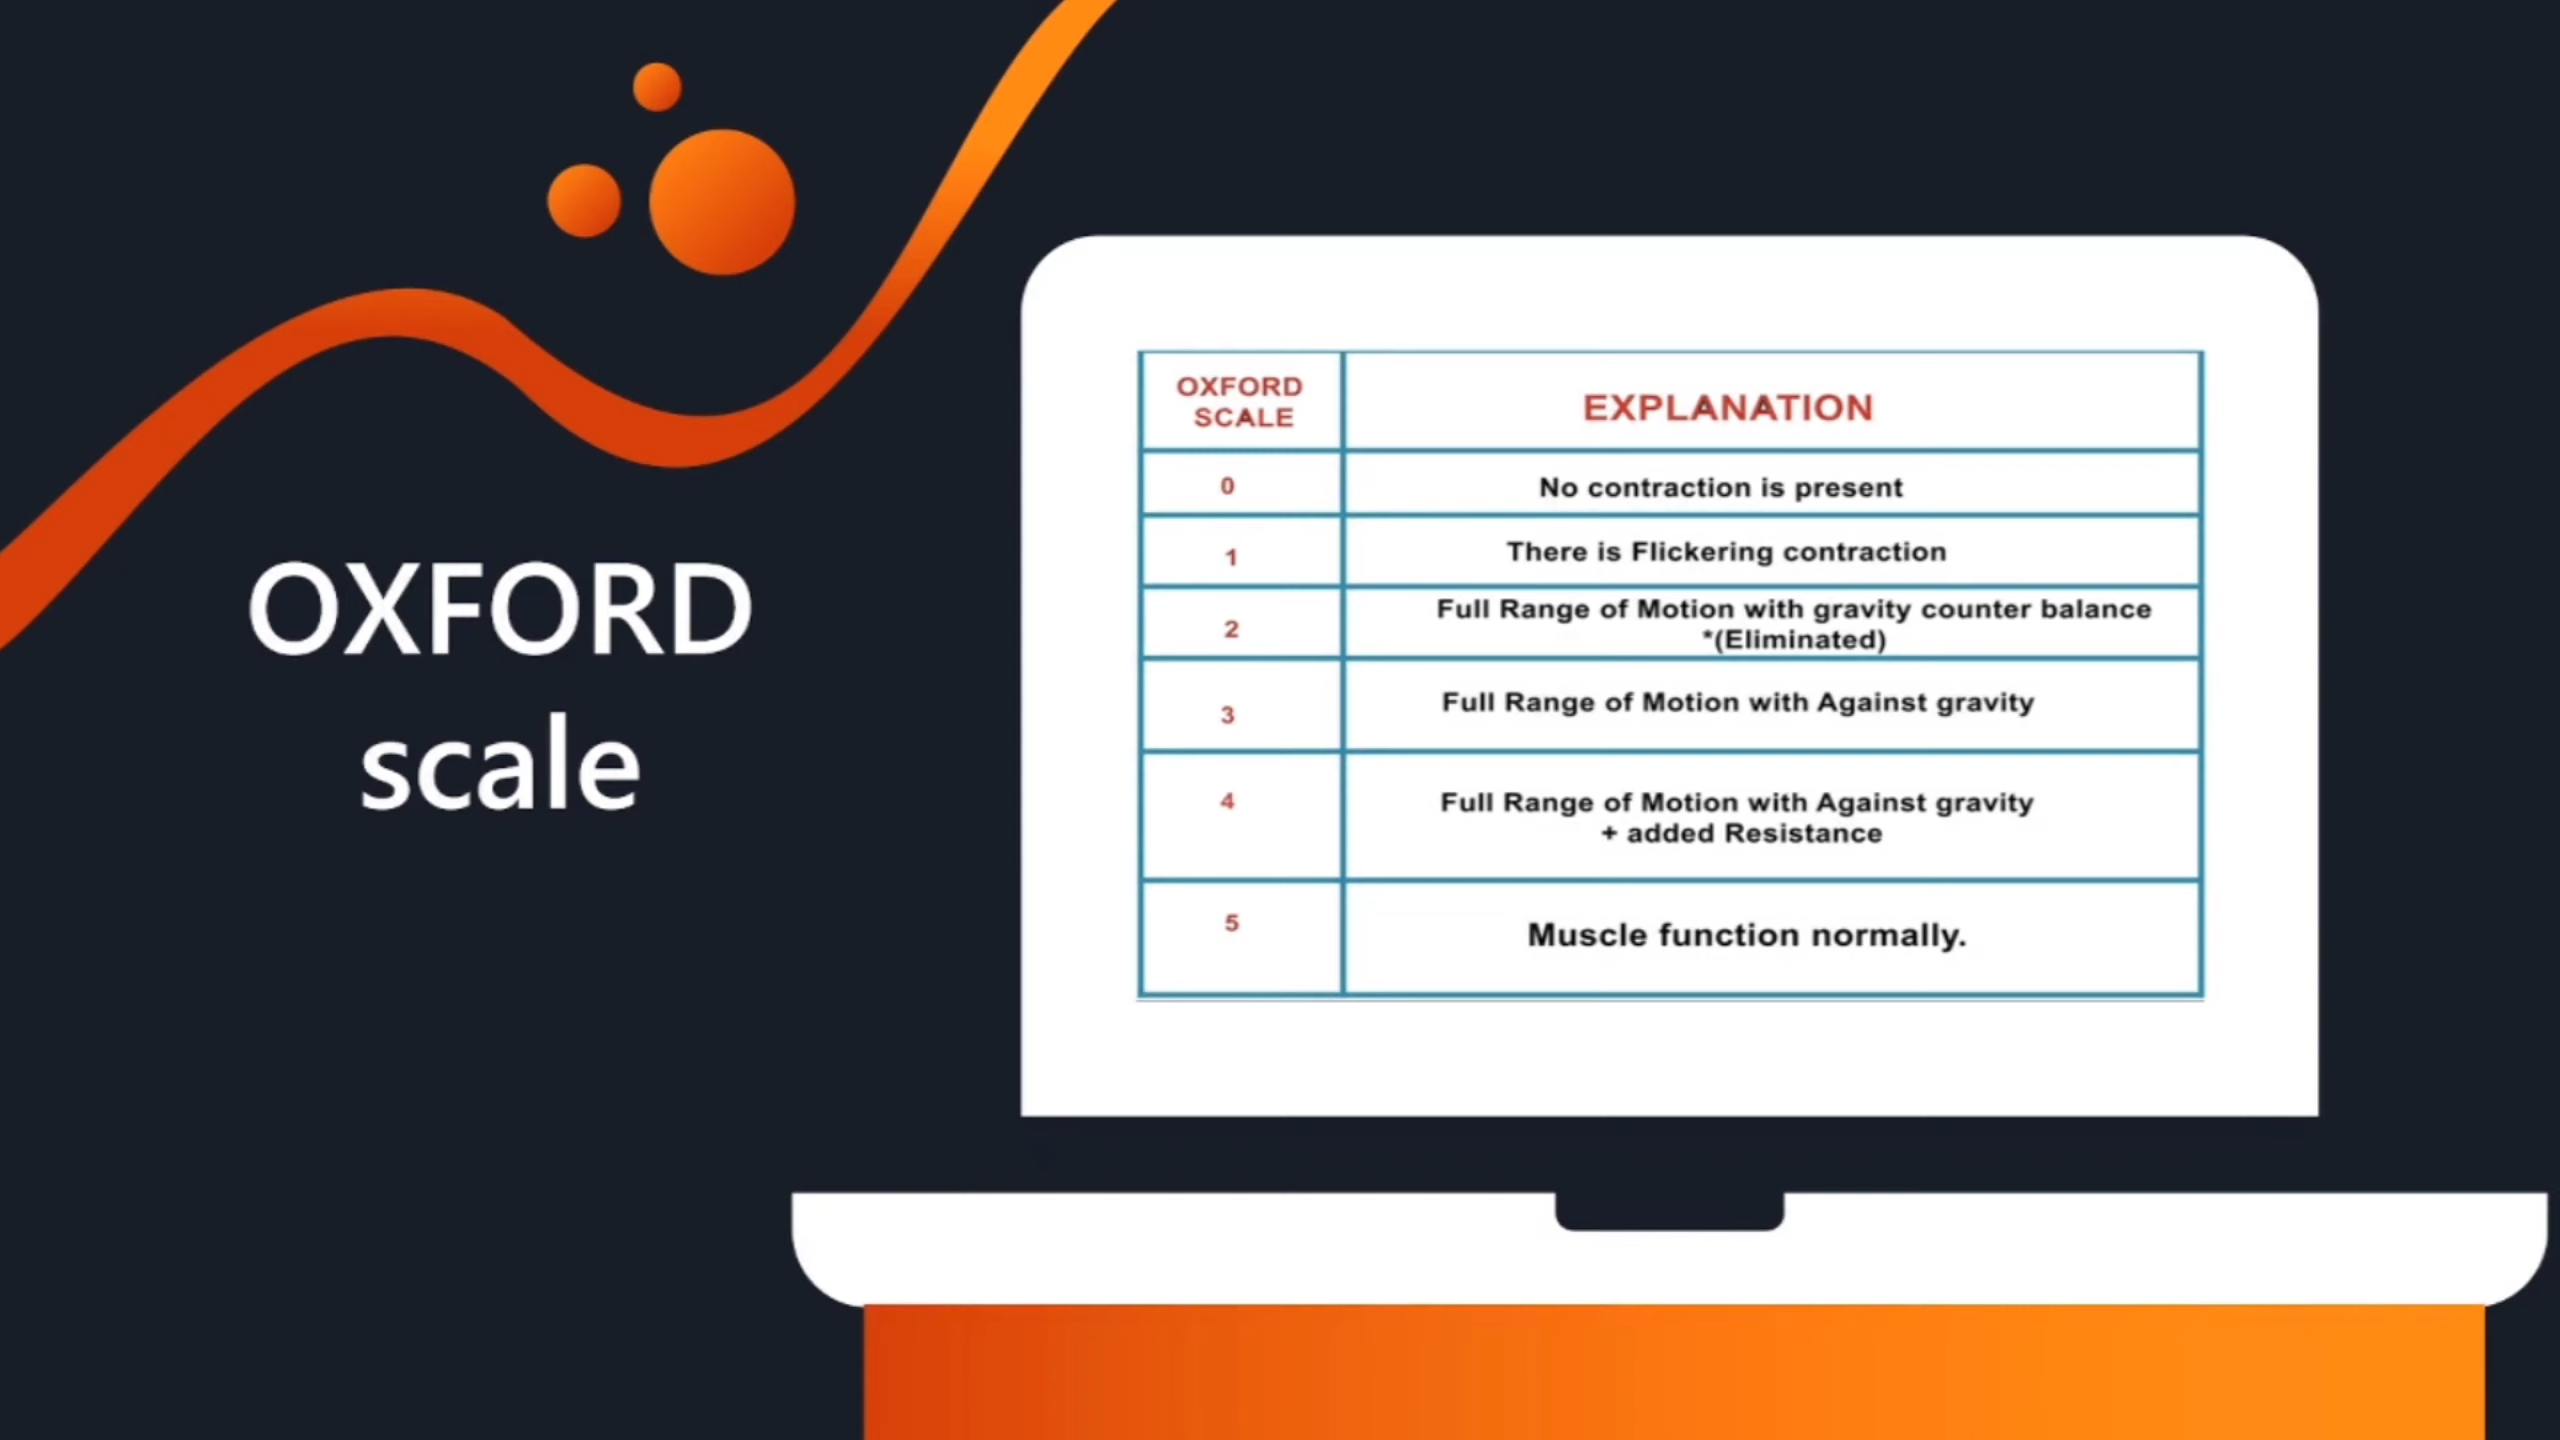 OXFORD
scale
OXFORD
SCALE
EXPLANATION
0
No contraction is present
1
There is Flickering contraction
2
Full Range of Motion with gravity counter balance
*(Eliminated)
3
Full Range of Motion with Against gravity
4
Full Range of Motion with Against gravity
+ added Resistance
5
Muscle function normally.